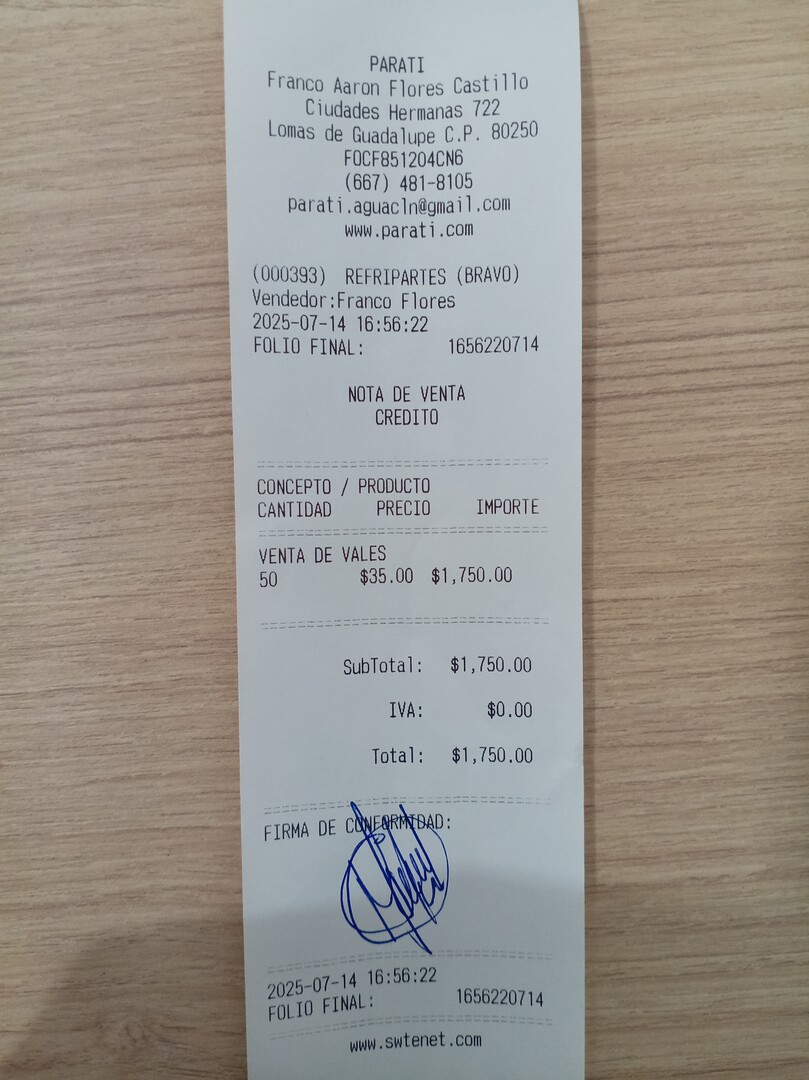 PARATI
Franco Aaron Flores Castillo
Ciudades Hermanas 722
Lomas de Guadalupe C.P. 80250
FOCF851204CN6
(667) 481-8105
parati.aguacln@gmail.com
www.parati.com
(000393) REFRIPARTES (BRAVO)
Vendedor:Franco Flores
2025-07-14 16:56:22
FOLIO FINAL: 1656220714
NOTA DE VENTA
CREDITO
CONCEPTO / PRODUCTO
CANTIDAD PRECIO IMPORTE
VENTA DE VALES
50 $35.00 $1,750.00
SubTotal: $1,750.00
IVA: $0.00
Total: $1,750.00
FIRMA DE CONFORMIDAD:
2025-07-14 16:56:22
FOLIO FINAL: 1656220714
www.swtenet.com